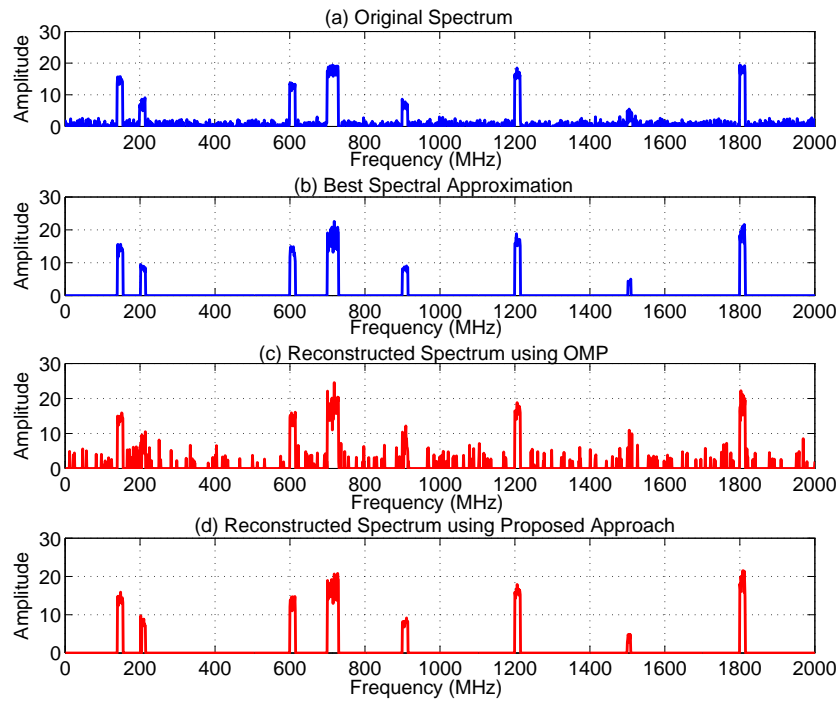 (a) Original Spectrum
30
20
10
0
Amplitude
200 400 600 800 1000 1200 1400 1600 1800 2000
Frequency (MHz)
(b) Best Spectral Approximation
30
20
10
0
Amplitude
0 200 400 600 800 1000 1200 1400 1600 1800 2000
Frequency (MHz)
(c) Reconstructed Spectrum using OMP
30
20
10
0
Amplitude
0 200 400 600 800 1000 1200 1400 1600 1800 2000
Frequency (MHz)
(d) Reconstructed Spectrum using Proposed Approach
30
20
10
0
Amplitude
0 200 400 600 800 1000 1200 1400 1600 1800 2000
Frequency (MHz)